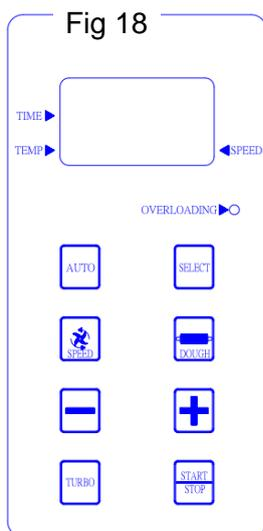 Fig 18
TIME
TEMP
SPEED
OVERLOADING
AUTO
SELECT
SPEED
DOUGH
TURBO
START
STOP